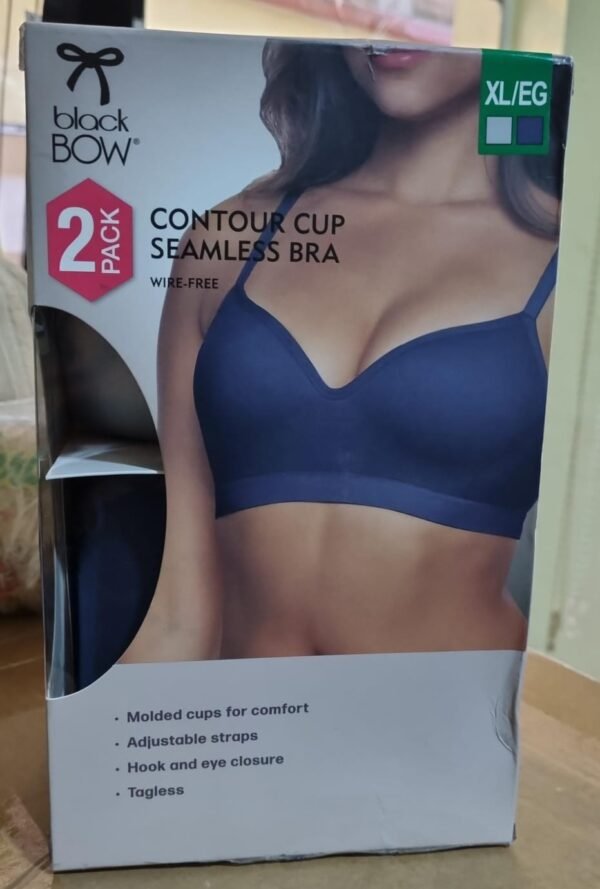 black
BOW®
XL/EG
2 PACK
CONTOUR CUP
SEAMLESS BRA
WIRE-FREE
• Molded cups for comfort
• Adjustable straps
• Hook and eye closure
• Tagless